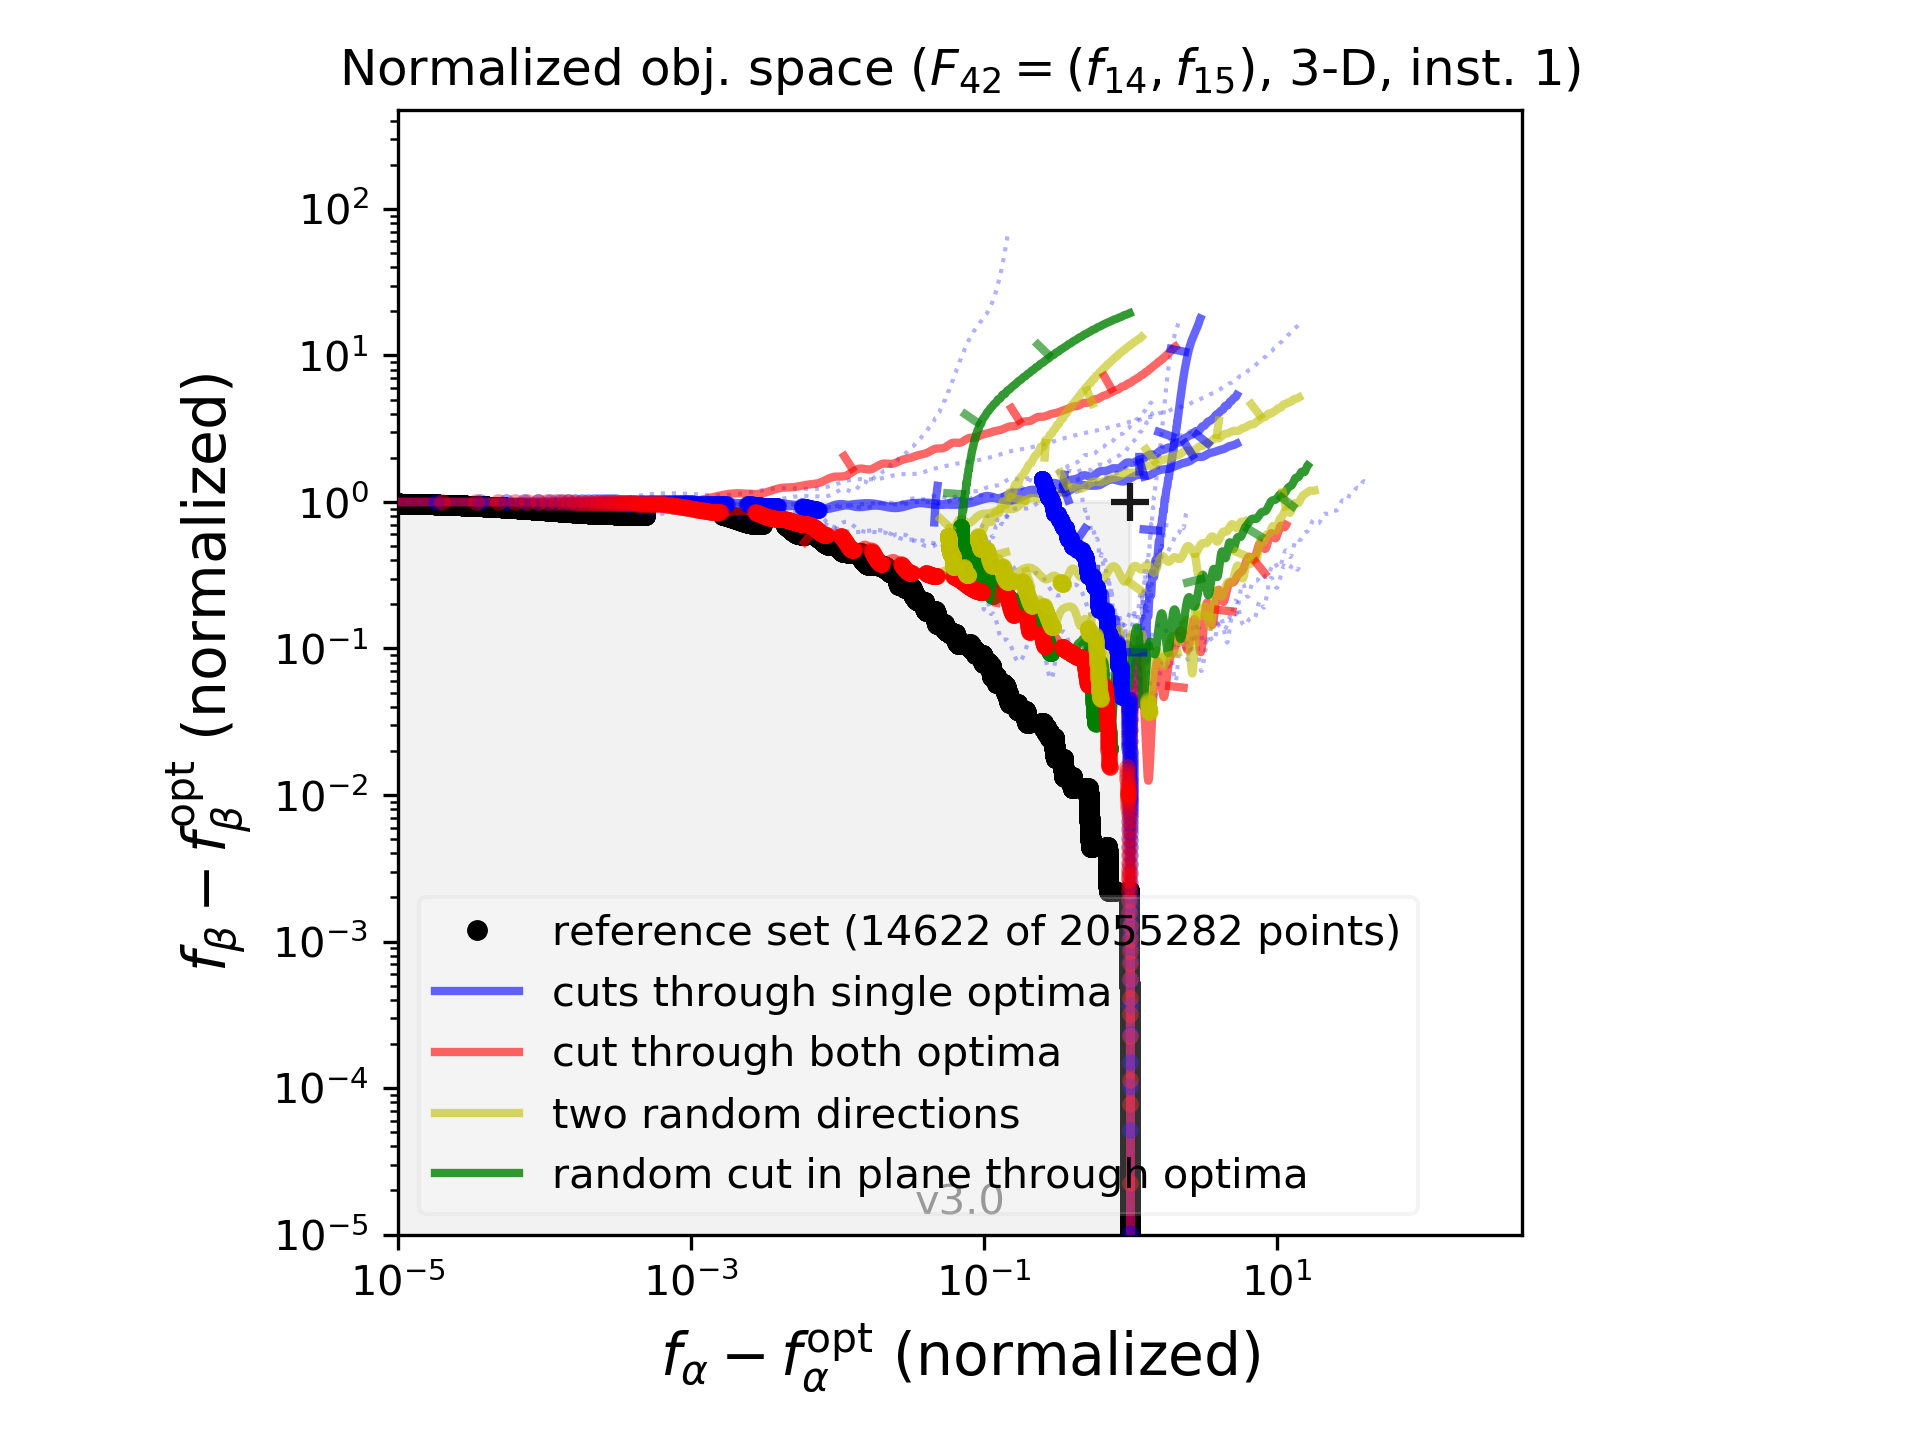 Normalized obj. space (F₄₂ = (f₁₄, f₁₅), 3-D, inst. 1)
10²
10¹
10⁰
10⁻¹
10⁻²
10⁻³
10⁻⁴
10⁻⁵
f_β − f_β^opt (normalized)
reference set (14622 of 2055282 points)
cuts through single optima
cut through both optima
two random directions
random cut in plane through optima
v3.0
10⁻⁵ 10⁻³ 10⁻¹ 10¹
f_α − f_α^opt (normalized)